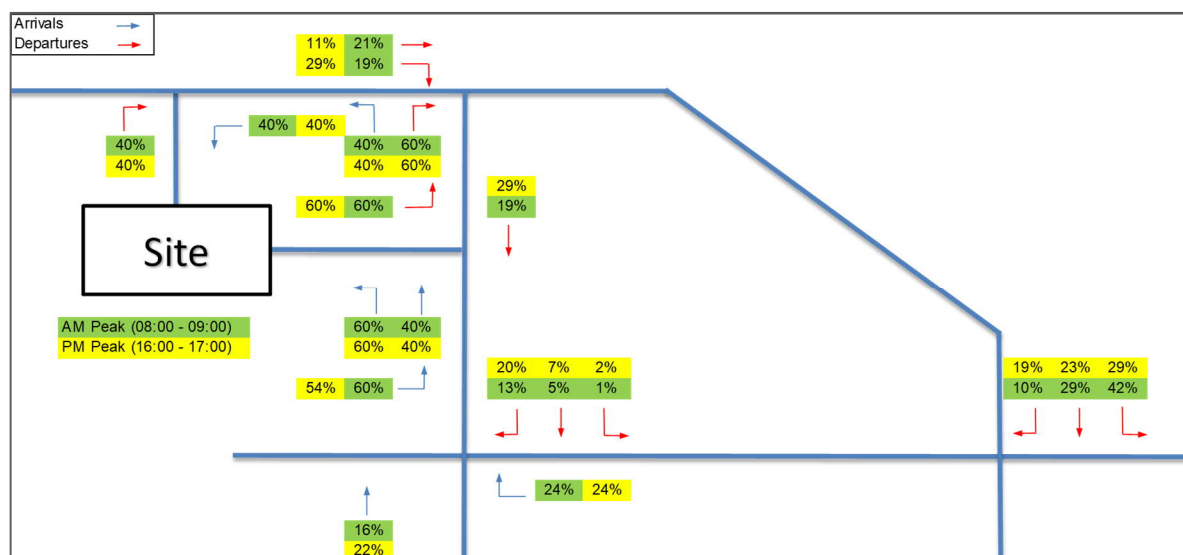 Arrivals
Departures
11% 21%
29% 19%
40% 40%
40%
40%
40% 60%
40% 60%
60% 60%
29%
19%
Site
AM Peak (08:00 - 09:00)
PM Peak (16:00 - 17:00)
60% 40%
60% 40%
54% 60%
20% 7% 2%
13% 5% 1%
19% 23% 29%
10% 29% 42%
24% 24%
16%
22%